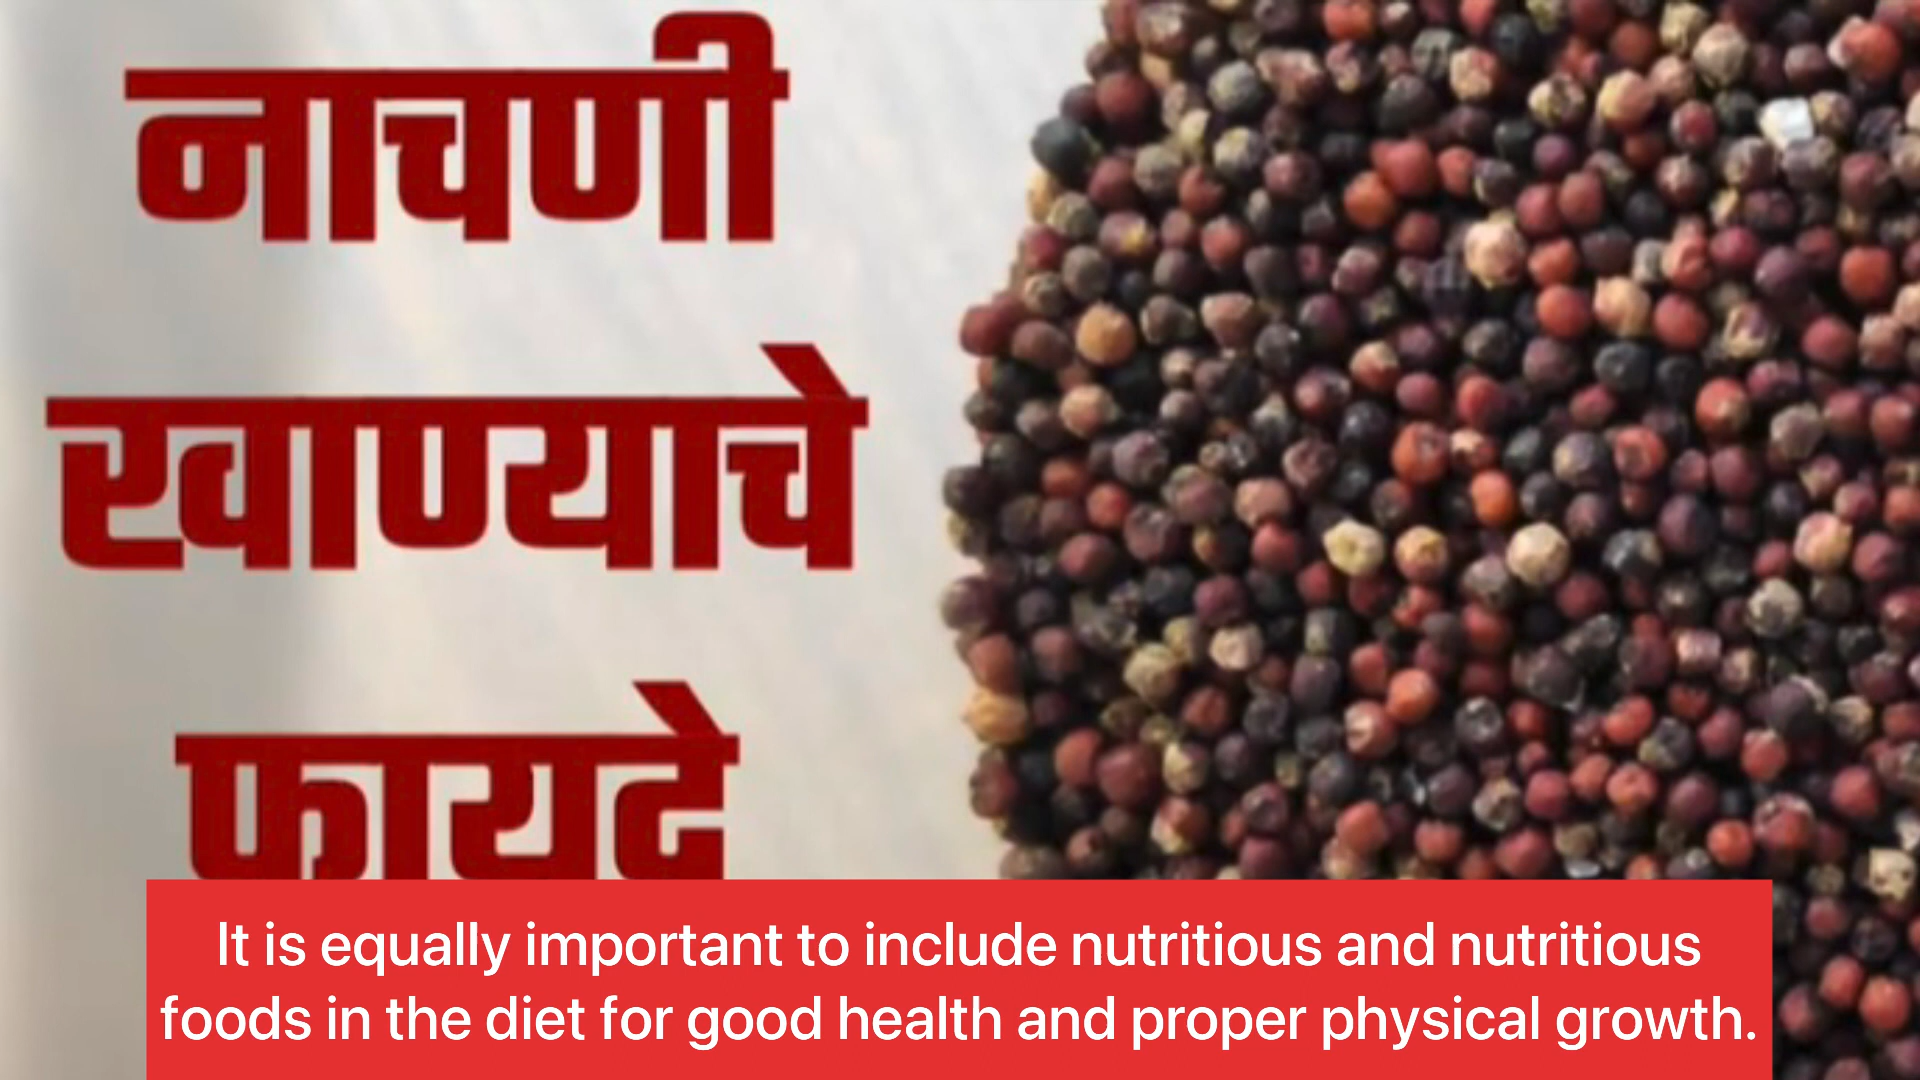 नाचणी
खाण्याचे
फायदे
It is equally important to include nutritious and nutritious
foods in the diet for good health and proper physical growth.